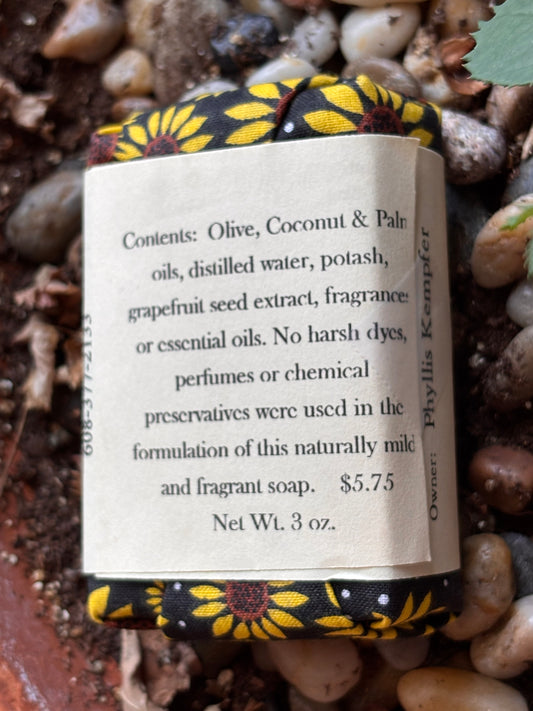 Contents: Olive, Coconut & Palm
oils, distilled water, potash,
grapefruit seed extract, fragrances
or essential oils. No harsh dyes,
perfumes or chemical
preservatives were used in the
formulation of this naturally mild
and fragrant soap. $5.75
Net Wt. 3 oz..
Owner: Phyllis Kempfer
608-377-2133